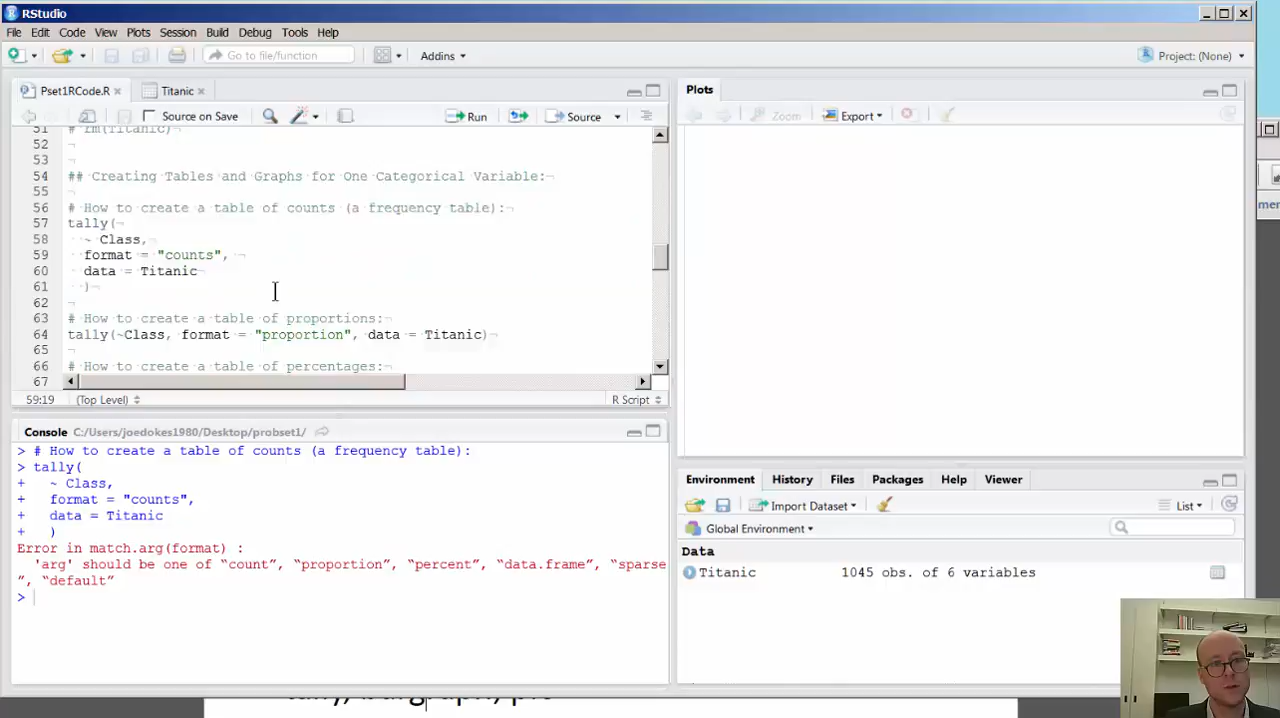 RStudio
File Edit Code View Plots Session Build Debug Tools Help
Go to file/function
Addins
Project: (None)
Pset1RCode.R
Titanic
Source on Save
Run
Source
51 # rm(Titanic)
52
53
54 ## Creating Tables and Graphs for One Categorical Variable:
55
56 # How to create a table of counts (a frequency table):
57 tally(
58 ~ Class,
59 format = "counts",
60 data = Titanic
61 )
62
63 # How to create a table of proportions:
64 tally(~Class, format = "proportion", data = Titanic)
65
66 # How to create a table of percentages:
67
59:19 (Top Level) R Script
Console C:/Users/joedokes1980/Desktop/probset1/
> # How to create a table of counts (a frequency table):
> tally(
+ ~ Class,
+ format = "counts",
+ data = Titanic
+ )
Error in match.arg(format) :
'arg' should be one of “count”, “proportion”, “percent”, “data.frame”, “sparse
”, “default”
>
Plots
Zoom Export
Environment History Files Packages Help Viewer
Import Dataset
List
Global Environment
Data
Titanic 1045 obs. of 6 variables